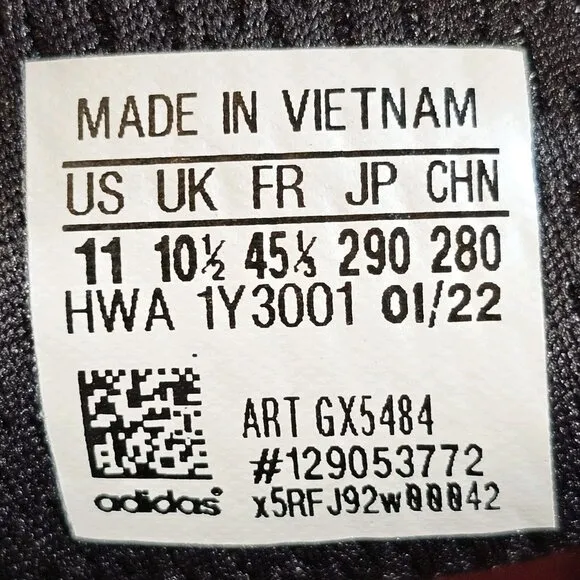 MADE IN VIETNAM
US UK FR JP CHN
11 10½ 45⅓ 290 280
HWA 1Y3001 01/22
ART GX5484
#129053772
adidas® x5RFJ92w00042